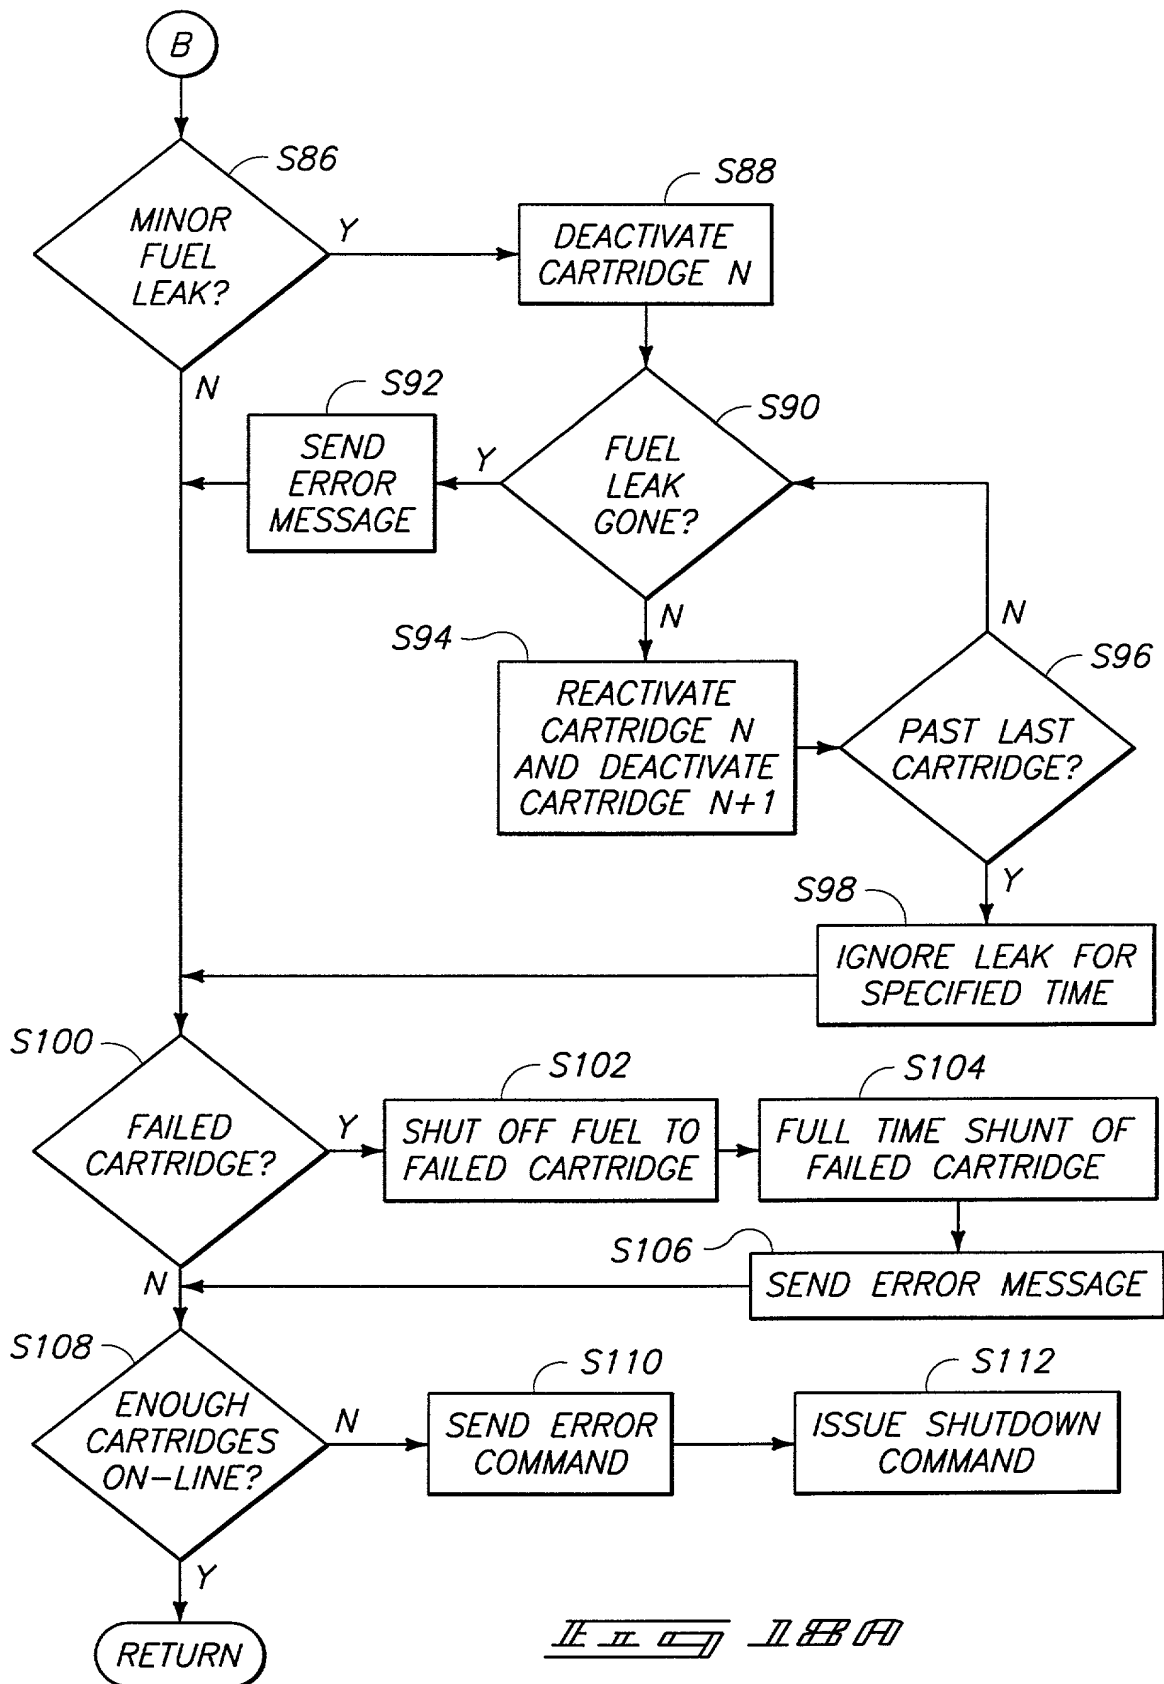 B
S86
MINOR
FUEL
LEAK?
Y
N
S88
DEACTIVATE
CARTRIDGE N
S92
SEND
ERROR
MESSAGE
Y
S90
FUEL
LEAK
GONE?
N
S94
REACTIVATE
CARTRIDGE N
AND DEACTIVATE
CARTRIDGE N+1
N
S96
PAST LAST
CARTRIDGE?
Y
S98
IGNORE LEAK FOR
SPECIFIED TIME
S100
FAILED
CARTRIDGE?
Y
N
S102
SHUT OFF FUEL TO
FAILED CARTRIDGE
S104
FULL TIME SHUNT OF
FAILED CARTRIDGE
S106
SEND ERROR MESSAGE
S108
ENOUGH
CARTRIDGES
ON-LINE?
N
Y
S110
SEND ERROR
COMMAND
S112
ISSUE SHUTDOWN
COMMAND
RETURN
Fig 18A